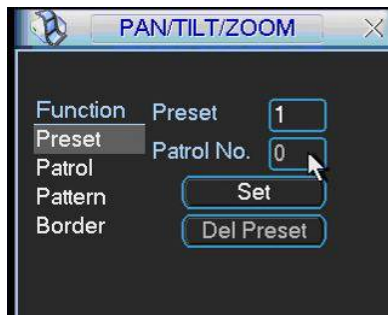 PAN/TILT/ZOOM
Function
Preset
Patrol
Pattern
Border
Preset 1
Patrol No. 0
Set
Del Preset